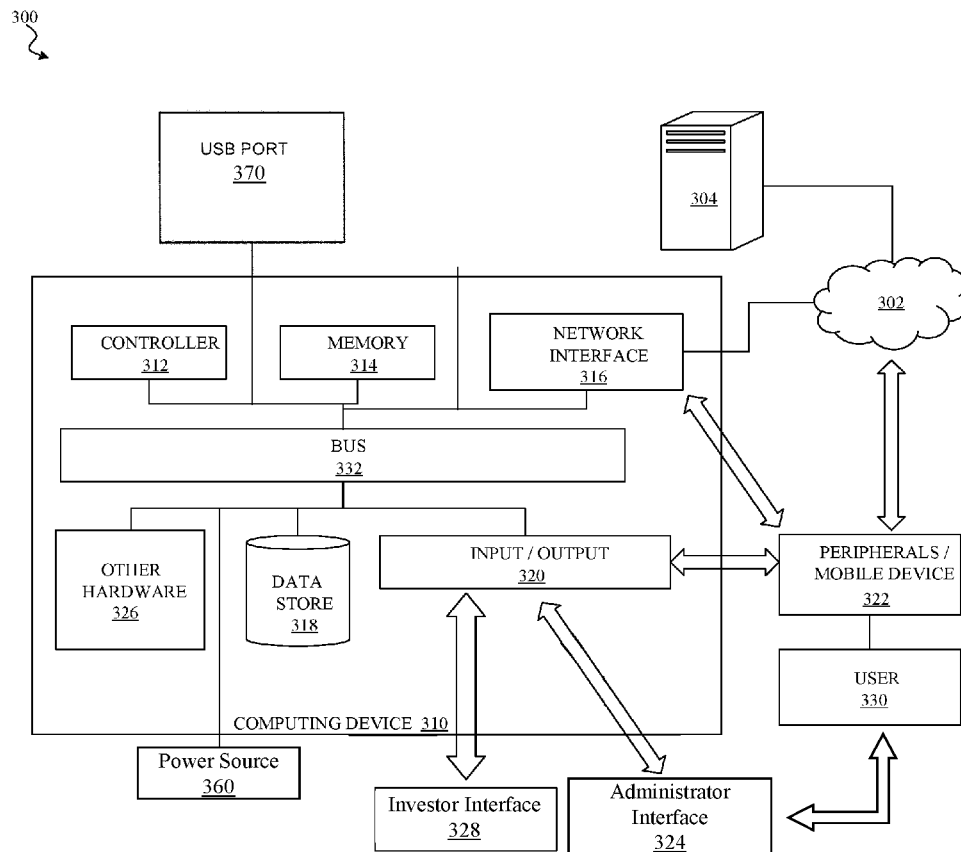 300
USB PORT
370
304
302
CONTROLLER
312
MEMORY
314
NETWORK
INTERFACE
316
BUS
332
OTHER
HARDWARE
326
DATA
STORE
318
INPUT / OUTPUT
320
PERIPHERALS /
MOBILE DEVICE
322
USER
330
COMPUTING DEVICE 310
Power Source
360
Investor Interface
328
Administrator
Interface
324